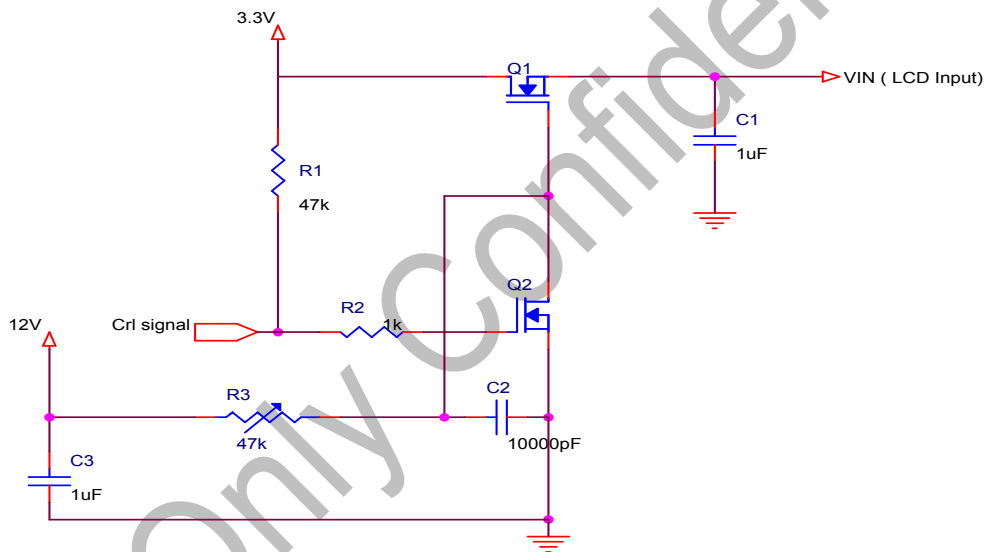 3.3V
Q1
VIN ( LCD Input)
C1
1uF
R1
47k
Q2
12V
Crl signal
R2
1k
R3
47k
C2
10000pF
C3
1uF
Only Confiden